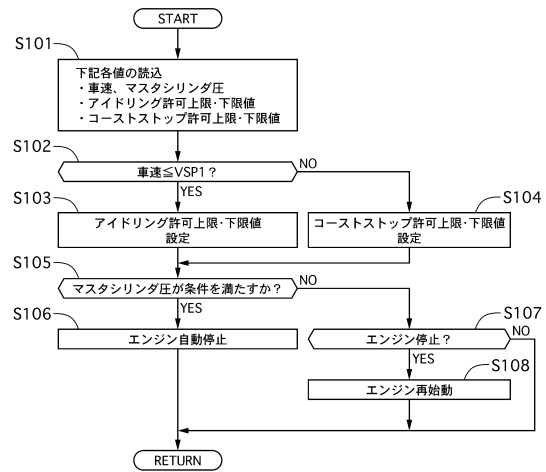 START
S101
下記各値の読込
・車速、マスタシリンダ圧
・アイドリング許可上限・下限値
・コーストストップ許可上限・下限値
S102
車速≦VSP1?
NO
YES
S103
アイドリング許可上限・下限値
設定
S104
コーストストップ許可上限・下限値
設定
S105
マスタシリンダ圧が条件を満たすか?
NO
YES
S106
エンジン自動停止
S107
エンジン停止?
NO
YES
S108
エンジン再始動
RETURN